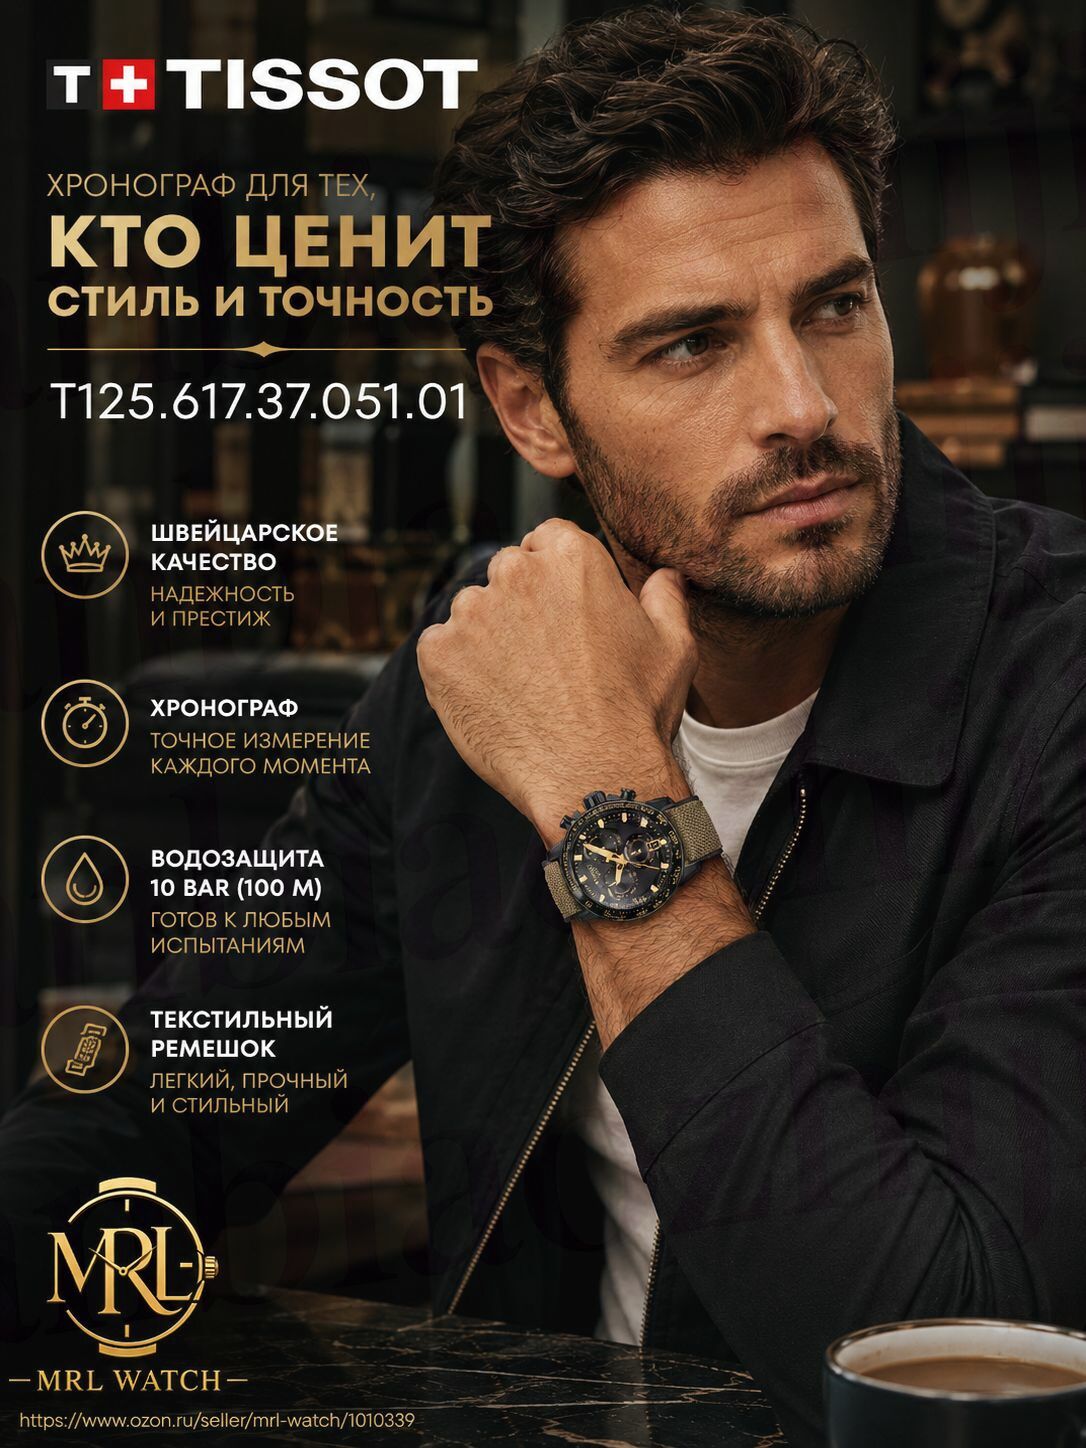 T+ TISSOT
ХРОНОГРАФ ДЛЯ ТЕХ,
КТО ЦЕНИТ
СТИЛЬ И ТОЧНОСТЬ
T125.617.37.051.01
ШВЕЙЦАРСКОЕ
КАЧЕСТВО
НАДЕЖНОСТЬ
И ПРЕСТИЖ
ХРОНОГРАФ
ТОЧНОЕ ИЗМЕРЕНИЕ
КАЖДОГО МОМЕНТА
ВОДОЗАЩИТА
10 BAR (100 М)
ГОТОВ К ЛЮБЫМ
ИСПЫТАНИЯМ
ТЕКСТИЛЬНЫЙ
РЕМЕШОК
ЛЕГКИЙ, ПРОЧНЫЙ
И СТИЛЬНЫЙ
MRL
MRL WATCH
https://www.ozon.ru/seller/mrl-watch/1010339